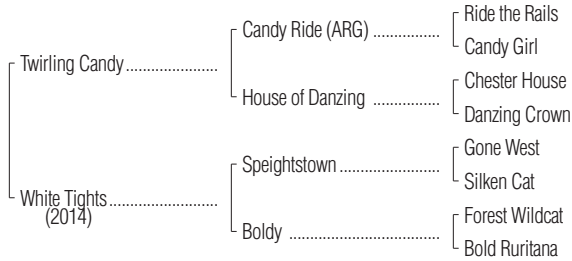 Ride the Rails
Candy Ride (ARG) ................
Candy Girl
Twirling Candy ......................
Chester House
House of Danzing ................
Danzing Crown
Gone West
Speightstown ........................
Silken Cat
White Tights ..........................
(2014)
Forest Wildcat
Boldy .....................................
Bold Ruritana